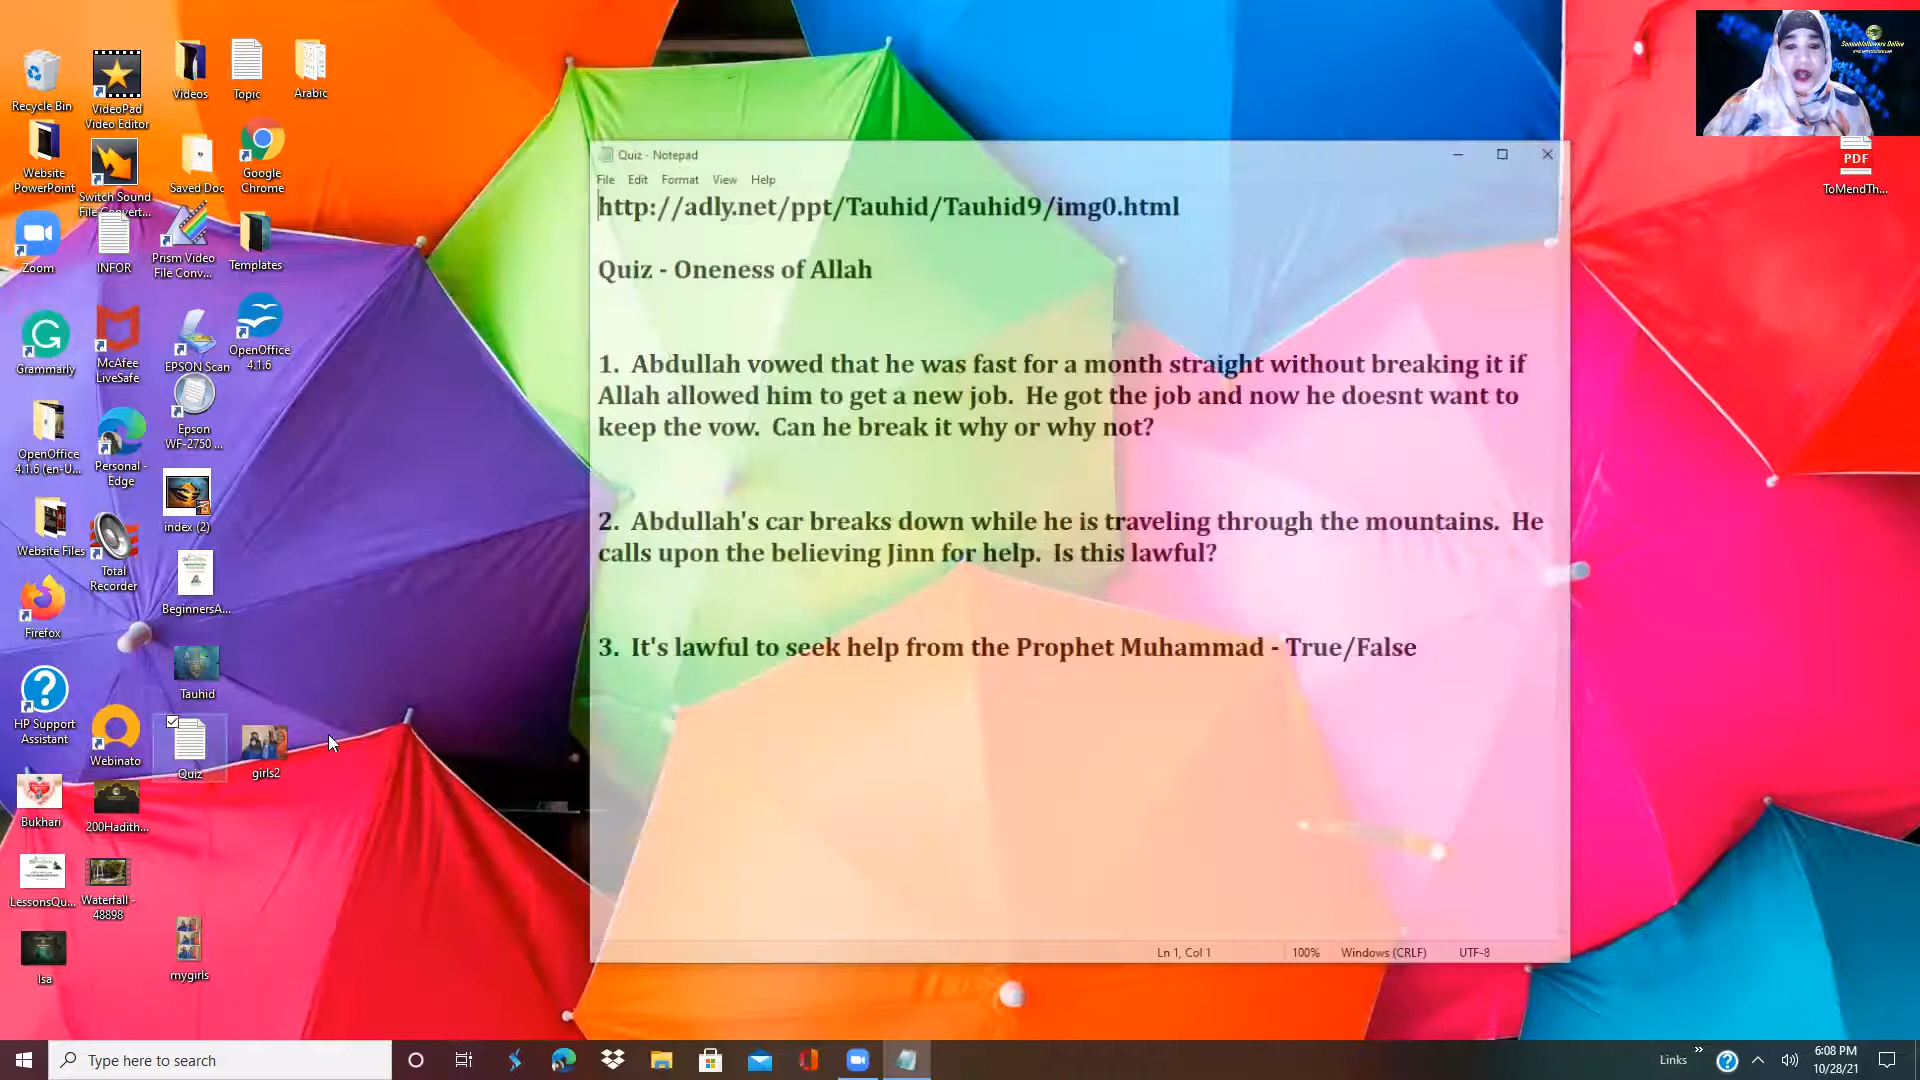 Recycle Bin
VideoPad
Video Editor
Videos
Topic
Arabic
Website
PowerPoint
Switch Sound
File Convert...
Saved Doc
Google
Chrome
Zoom
INFOR
Prism Video
File Conv...
Templates
Grammarly
McAfee
LiveSafe
EPSON Scan
OpenOffice
4.1.6
OpenOffice
4.1.6 (en-U...
Personal -
Edge
Epson
WF-2750 ...
Website Files
Total
Recorder
index (2)
Firefox
BeginnersA...
HP Support
Assistant
Webinato
Tauhid
Quiz
girls2
Bukhari
200Hadith...
LessonsQu...
Waterfall -
48898
Isa
mygirls
Quiz - Notepad
File Edit Format View Help
http://adly.net/ppt/Tauhid/Tauhid9/img0.html
Quiz - Oneness of Allah
1. Abdullah vowed that he was fast for a month straight without breaking it if
Allah allowed him to get a new job. He got the job and now he doesnt want to
keep the vow. Can he break it why or why not?
2. Abdullah's car breaks down while he is traveling through the mountains. He
calls upon the believing Jinn for help. Is this lawful?
3. It's lawful to seek help from the Prophet Muhammad - True/False
Ln 1, Col 1 100% Windows (CRLF) UTF-8
Sunnahfollowers Online
PDF
ToMendTh...
Type here to search
Links
6:08 PM
10/28/21